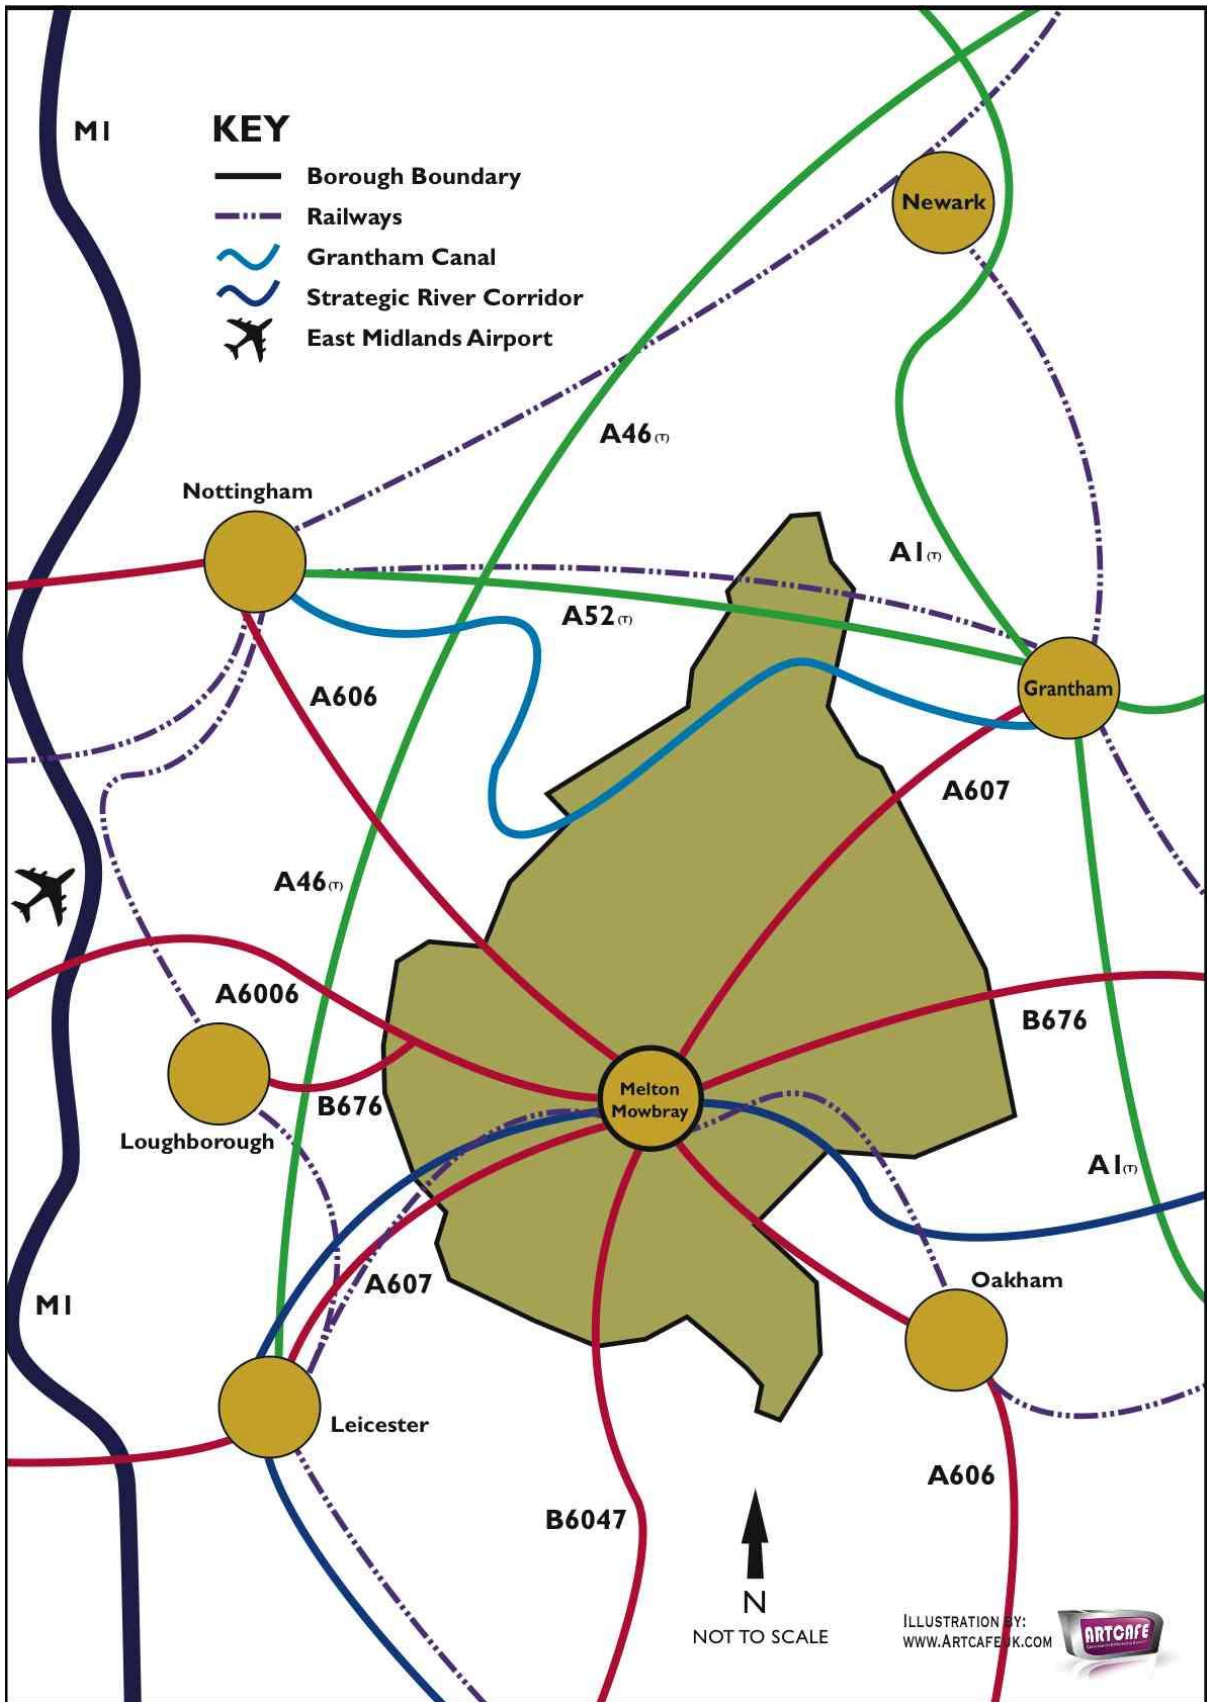 M1
KEY
Borough Boundary
Railways
Grantham Canal
Strategic River Corridor
East Midlands Airport
Newark
A46(T)
Nottingham
A1(T)
A52(T)
A606
Grantham
A607
A46(T)
A6006
B676
B676
Melton
Mowbray
Loughborough
A1(T)
A607
Oakham
M1
Leicester
A606
B6047
N
NOT TO SCALE
ILLUSTRATION BY:
WWW.ARTCAFEUK.COM
ARTCAFÉ